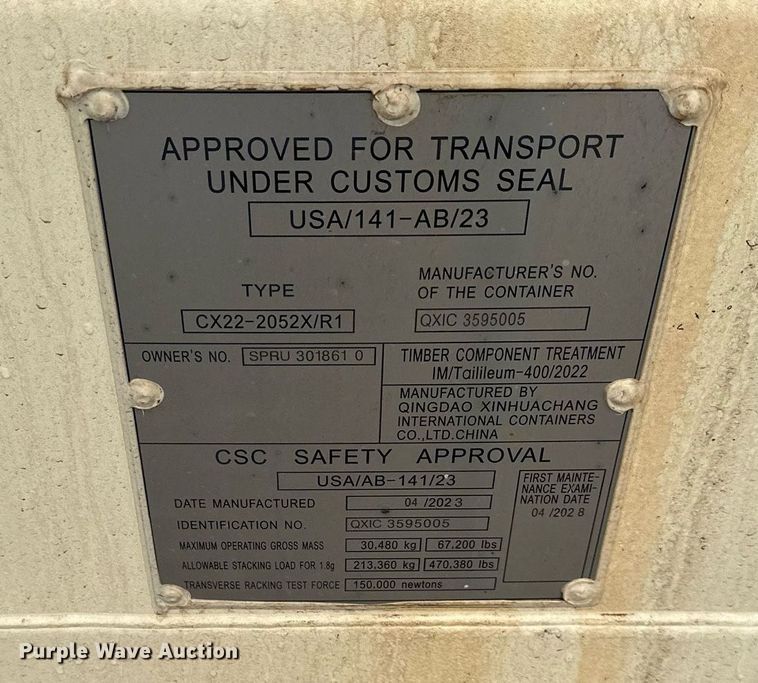 APPROVED FOR TRANSPORT
UNDER CUSTOMS SEAL
USA/141-AB/23
TYPE
CX22-2052X/R1
MANUFACTURER'S NO.
OF THE CONTAINER
QXIC 3595005
OWNER'S NO. SPRU 301861 0
TIMBER COMPONENT TREATMENT
IM/Tailileum-400/2022
MANUFACTURED BY
QINGDAO XINHUACHANG
INTERNATIONAL CONTAINERS
CO.,LTD.CHINA
CSC SAFETY APPROVAL
USA/AB-141/23
DATE MANUFACTURED 04 /2023
IDENTIFICATION NO. QXIC 3595005
MAXIMUM OPERATING GROSS MASS 30.480 kg 67.200 lbs
ALLOWABLE STACKING LOAD FOR 1.8g 213.360 kg 470.380 lbs
TRANSVERSE RACKING TEST FORCE 150.000 newtons
FIRST MAINTE-
NANCE EXAMI-
NATION DATE
04 /2028
Purple Wave Auction